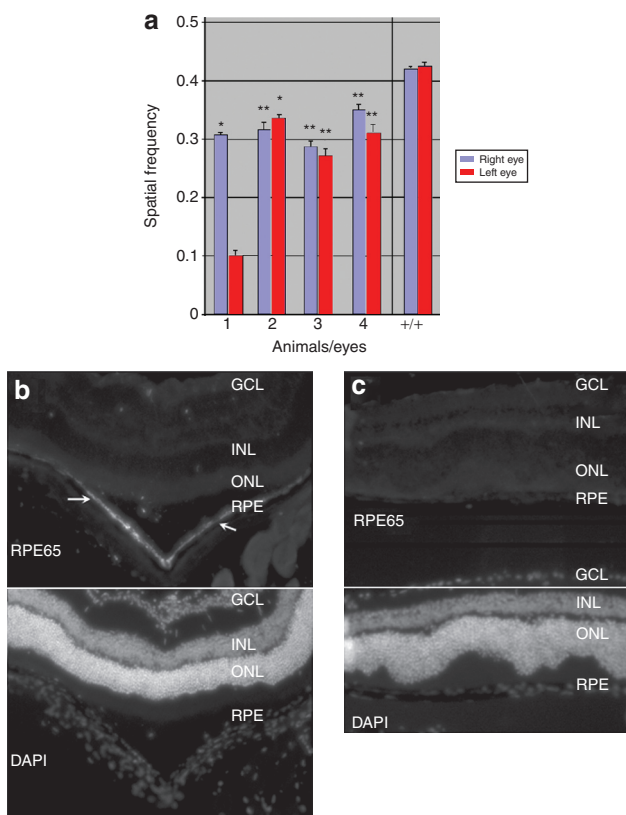 a
Spatial frequency
0.5
0.4
0.3
0.2
0.1
0
*
** *
** **
** **
1 2 3 4 +/+
Animals/eyes
Right eye
Left eye
b
GCL
INL
ONL
RPE
RPE65
GCL
INL
ONL
RPE
DAPI
c
GCL
INL
ONL
RPE
RPE65
GCL
INL
ONL
RPE
DAPI